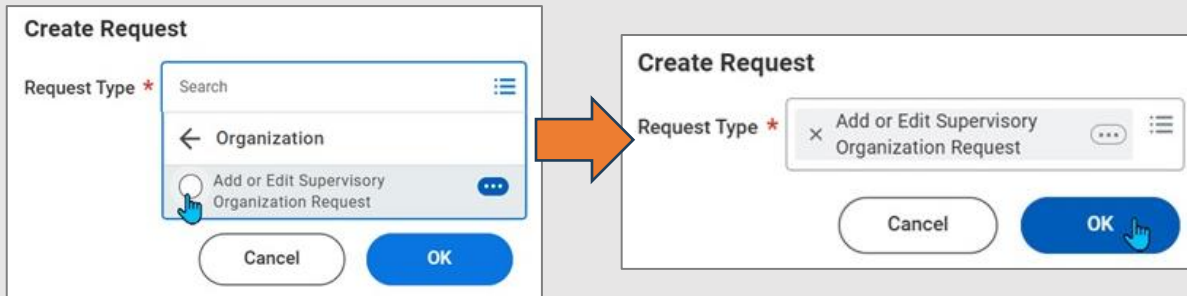 Create Request
Request Type *
Search
Organization
Add or Edit Supervisory
Organization Request
Cancel
OK
Create Request
Request Type *
Add or Edit Supervisory
Organization Request
Cancel
OK